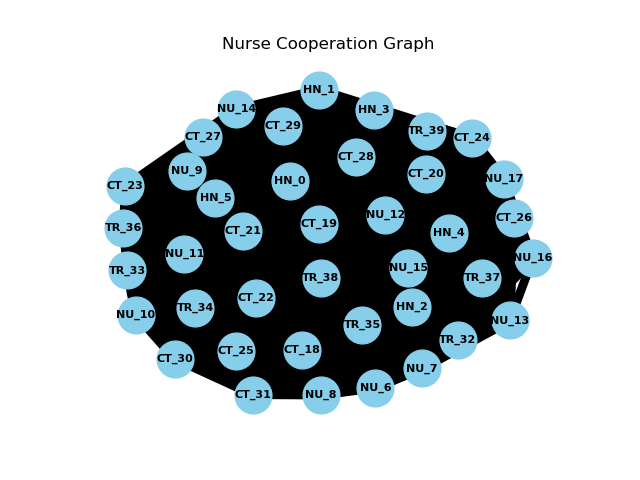 Nurse Cooperation Graph
HN_1
NU_14
HN_3
CT_29
TR_39
CT_27
CT_24
CT_28
NU_9
CT_20
NU_17
HN_0
CT_23
HN_5
NU_12
CT_26
CT_19
TR_36
CT_21
HN_4
NU_11
NU_16
NU_15
TR_33
TR_38
TR_37
CT_22
HN_2
TR_34
NU_10
NU_13
TR_35
TR_32
CT_18
CT_25
CT_30
NU_7
NU_6
CT_31
NU_8